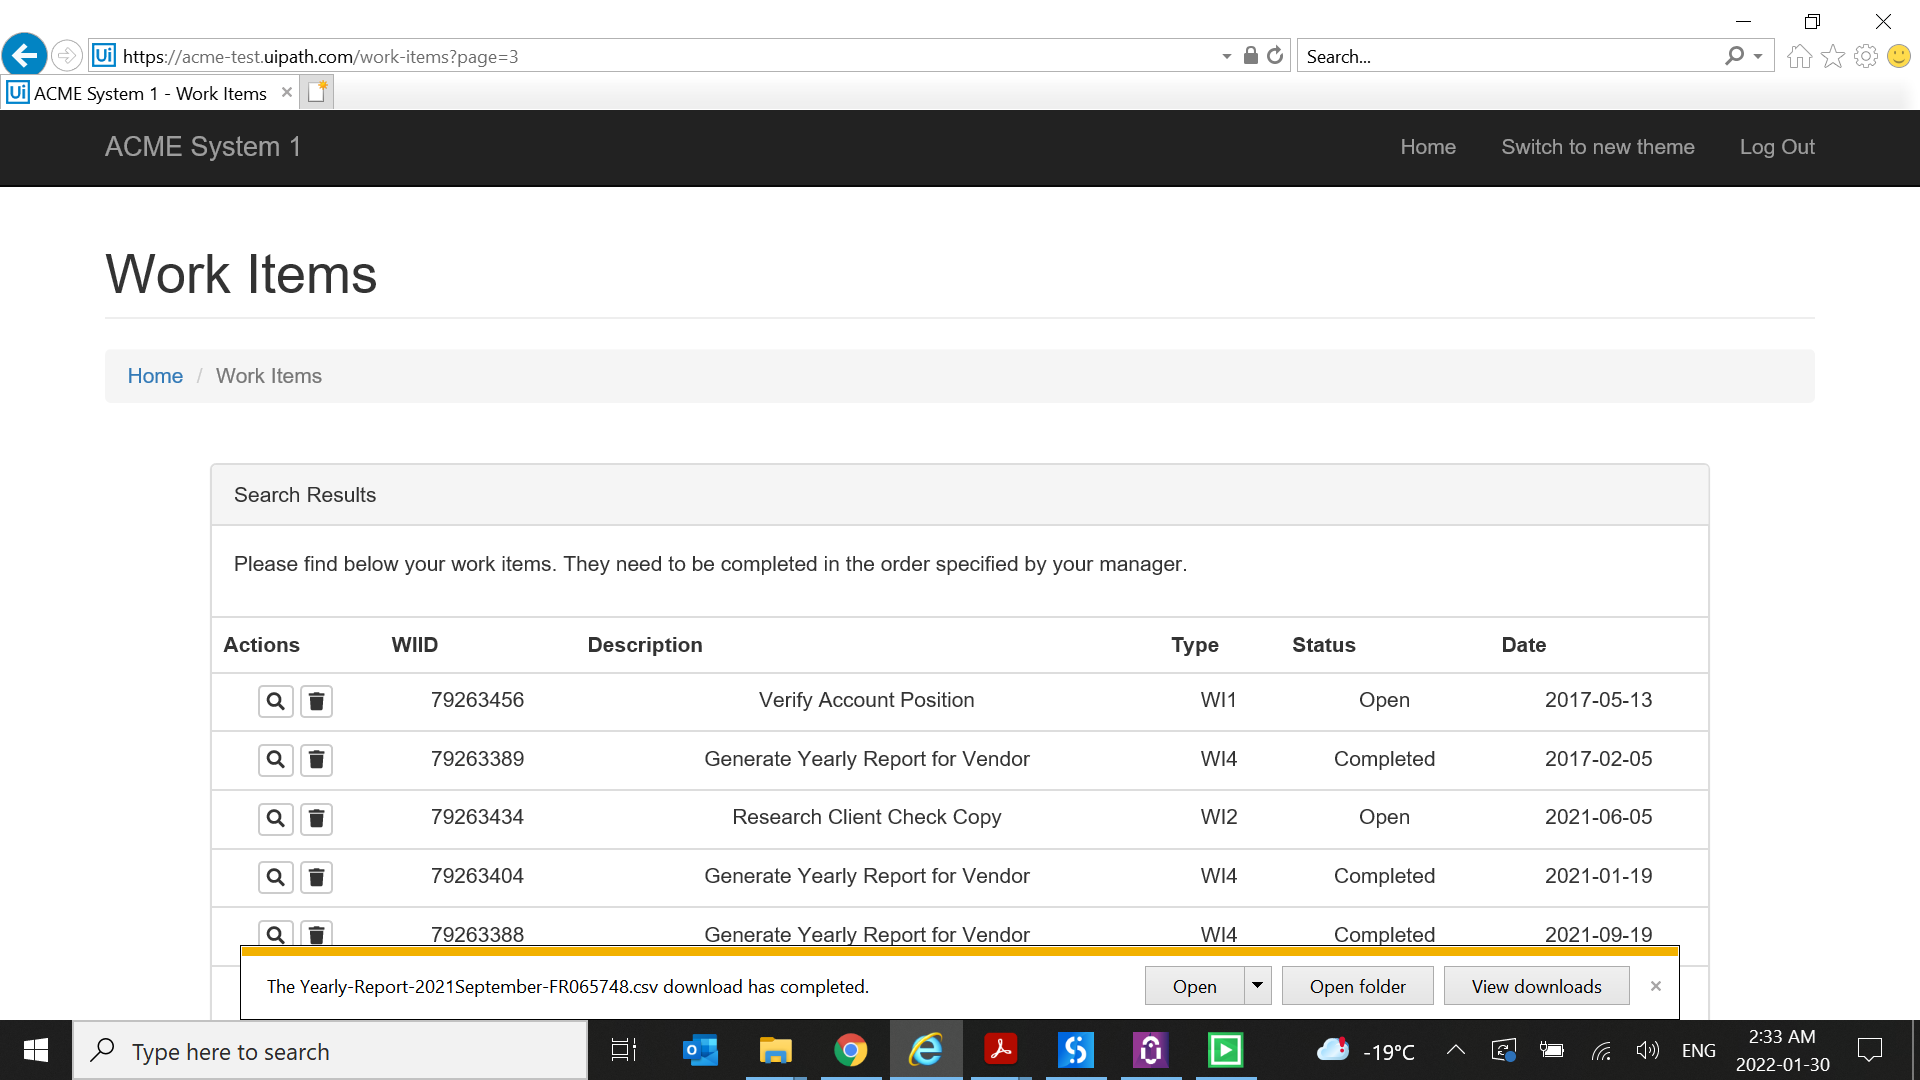 https://acme-test.uipath.com/work-items?page=3
Search...
Ui ACME System 1 - Work Items
ACME System 1 Home Switch to new theme Log Out
Work Items
Home / Work Items
Search Results
Please find below your work items. They need to be completed in the order specified by your manager.
Actions WIID Description Type Status Date
79263456 Verify Account Position WI1 Open 2017-05-13
79263389 Generate Yearly Report for Vendor WI4 Completed 2017-02-05
79263434 Research Client Check Copy WI2 Open 2021-06-05
79263404 Generate Yearly Report for Vendor WI4 Completed 2021-01-19
79263388 Generate Yearly Report for Vendor WI4 Completed 2021-09-19
The Yearly-Report-2021September-FR065748.csv download has completed. Open Open folder View downloads
Type here to search -19°C ENG 2:33 AM
2022-01-30